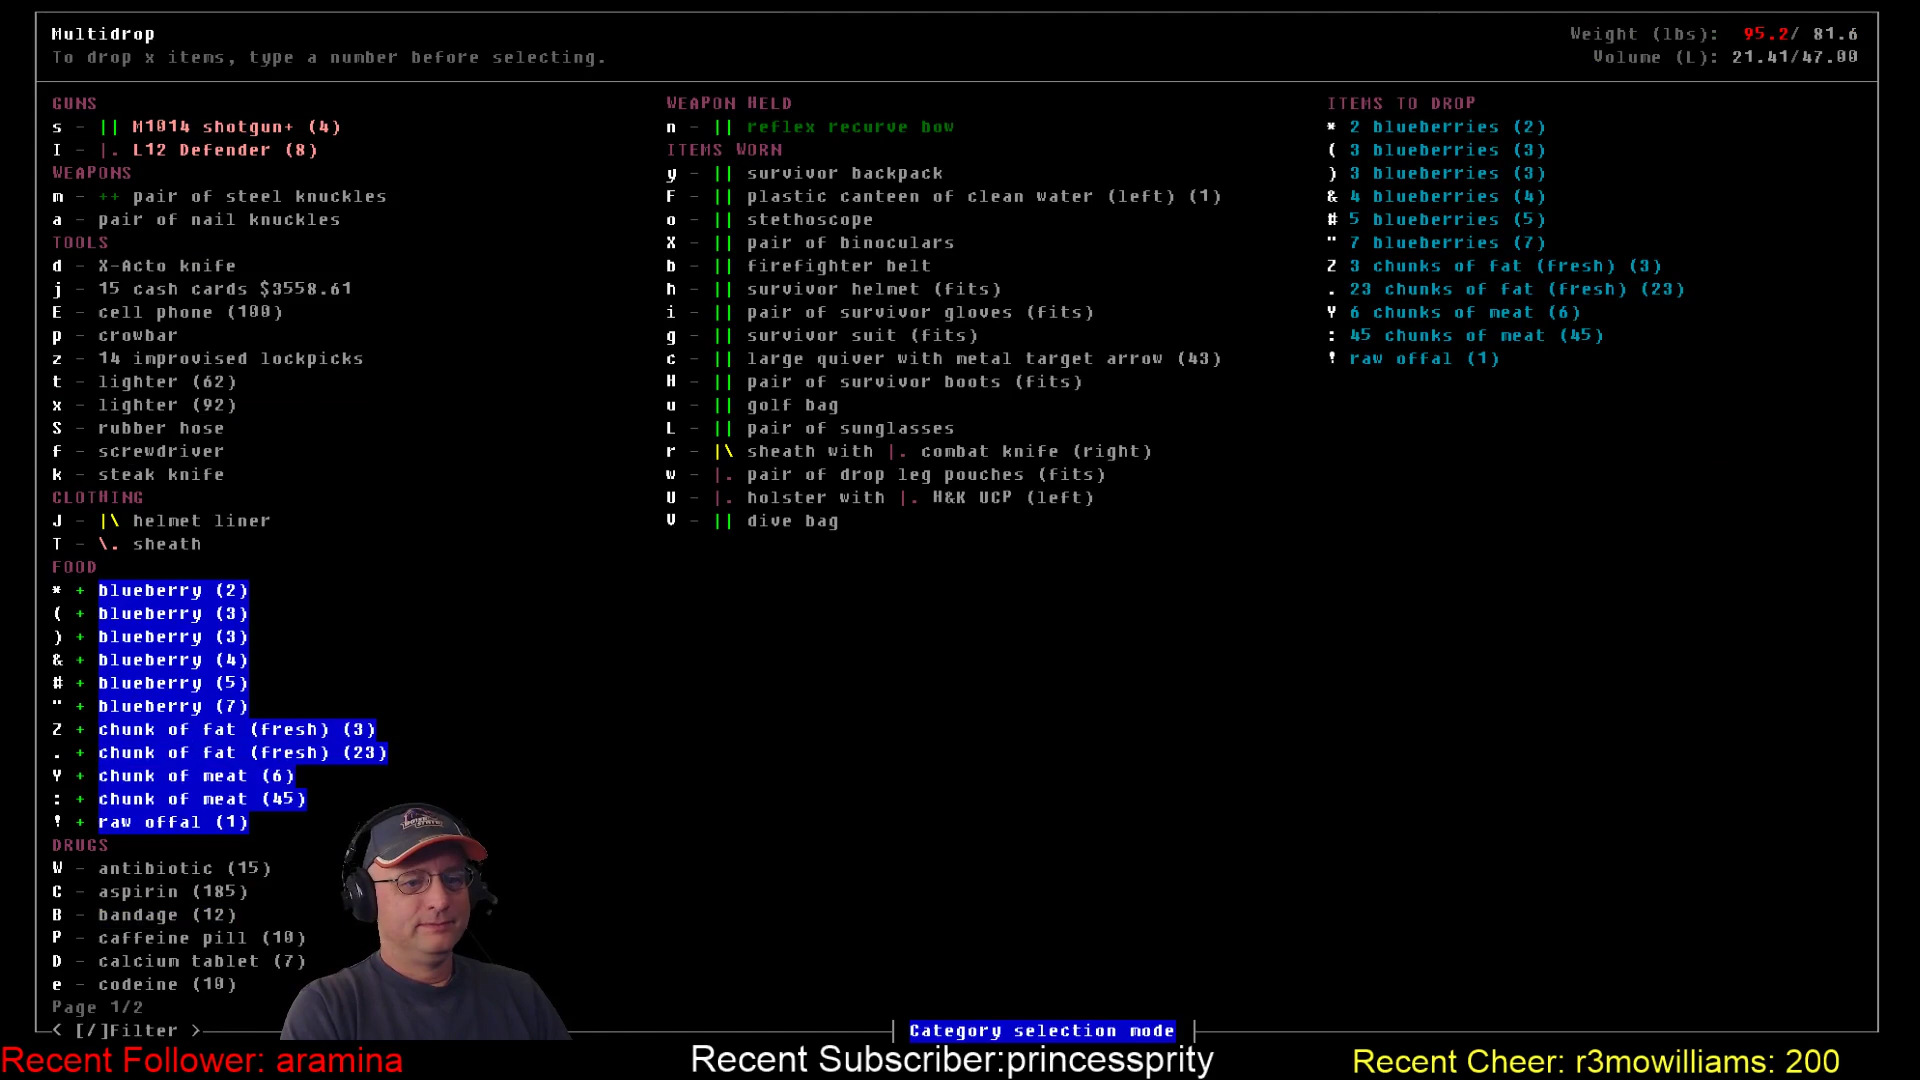 Multidrop
To drop x items, type a number before selecting.
Weight (lbs): 95.2/ 81.6
Volume (L): 21.41/47.00
GUNS
s - || M1014 shotgun+ (4)
I - |. L12 Defender (8)
WEAPONS
m - ++ pair of steel knuckles
a - pair of nail knuckles
TOOLS
d - X-Acto knife
j - 15 cash cards $3558.61
E - cell phone (100)
p - crowbar
z - 14 improvised lockpicks
t - lighter (62)
x - lighter (92)
S - rubber hose
f - screwdriver
k - steak knife
CLOTHING
J - |\ helmet liner
T - \. sheath
FOOD
* + blueberry (2)
( + blueberry (3)
) + blueberry (3)
& + blueberry (4)
# + blueberry (5)
" + blueberry (7)
Z + chunk of fat (fresh) (3)
. + chunk of fat (fresh) (23)
Y + chunk of meat (6)
: + chunk of meat (45)
! + raw offal (1)
DRUGS
W - antibiotic (15)
C - aspirin (185)
B - bandage (12)
P - caffeine pill (10)
D - calcium tablet (7)
e - codeine (10)
Page 1/2
< [/]Filter >
WEAPON HELD
n - || reflex recurve bow
ITEMS WORN
y - || survivor backpack
F - || plastic canteen of clean water (left) (1)
o - || stethoscope
X - || pair of binoculars
b - || firefighter belt
h - || survivor helmet (fits)
i - || pair of survivor gloves (fits)
g - || survivor suit (fits)
c - || large quiver with metal target arrow (43)
H - || pair of survivor boots (fits)
u - || golf bag
L - || pair of sunglasses
r - |\ sheath with |. combat knife (right)
w - |. pair of drop leg pouches (fits)
U - |. holster with |. H&K UCP (left)
V - || dive bag
ITEMS TO DROP
* 2 blueberries (2)
( 3 blueberries (3)
) 3 blueberries (3)
& 4 blueberries (4)
# 5 blueberries (5)
" 7 blueberries (7)
Z 3 chunks of fat (fresh) (3)
. 23 chunks of fat (fresh) (23)
Y 6 chunks of meat (6)
: 45 chunks of meat (45)
! raw offal (1)
Category selection mode
Recent Follower: aramina
Recent Subscriber:princessprity
Recent Cheer: r3mowilliams: 200